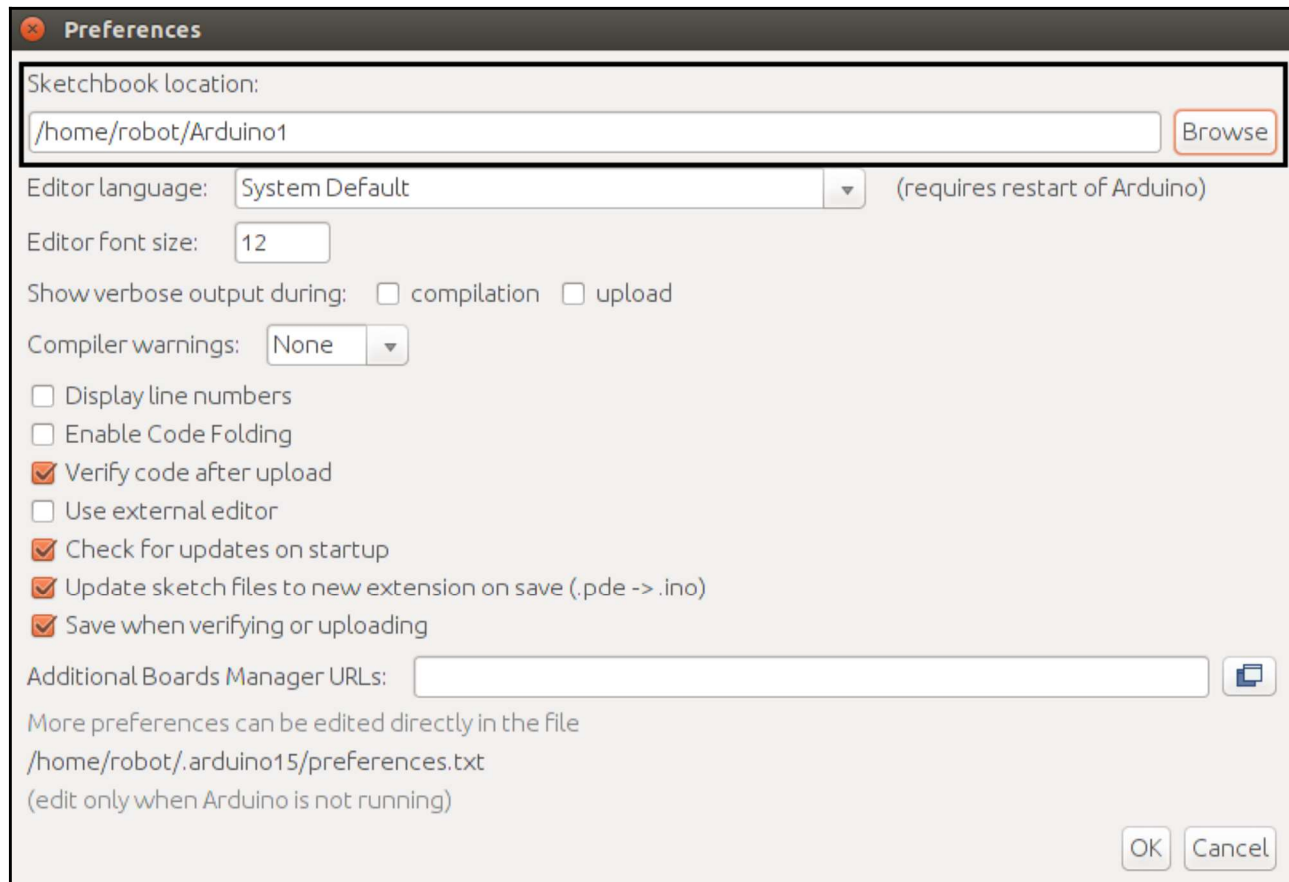 Preferences
Sketchbook location:
/home/robot/Arduino1 Browse
Editor language: System Default (requires restart of Arduino)
Editor font size: 12
Show verbose output during: compilation upload
Compiler warnings: None
Display line numbers
Enable Code Folding
Verify code after upload
Use external editor
Check for updates on startup
Update sketch files to new extension on save (.pde -> .ino)
Save when verifying or uploading
Additional Boards Manager URLs:
More preferences can be edited directly in the file
/home/robot/.arduino15/preferences.txt
(edit only when Arduino is not running)
OK Cancel